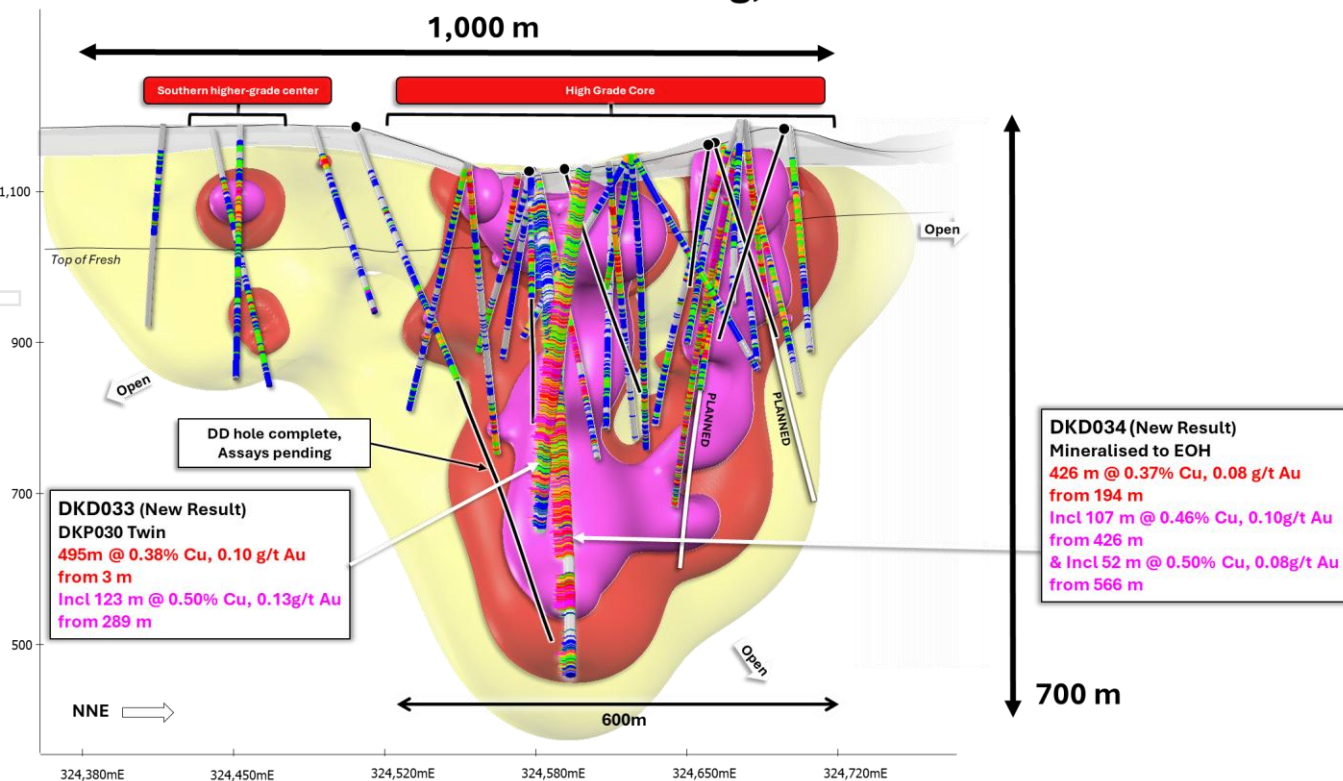 1,000 m
Southern higher-grade center
High Grade Core
1,100
Top of Fresh
Open
900
Open
PLANNED
PLANNED
DD hole complete,
Assays pending
700
DKD033 (New Result)
DKP030 Twin
495m @ 0.38% Cu, 0.10 g/t Au
from 3 m
Incl 123 m @ 0.50% Cu, 0.13g/t Au
from 289 m
DKD034 (New Result)
Mineralised to EOH
426 m @ 0.37% Cu, 0.08 g/t Au
from 194 m
Incl 107 m @ 0.46% Cu, 0.10g/t Au
from 426 m
& Incl 52 m @ 0.50% Cu, 0.08g/t Au
from 566 m
500
Open
700 m
NNE
600m
324,380mE 324,450mE 324,520mE 324,580mE 324,650mE 324,720mE